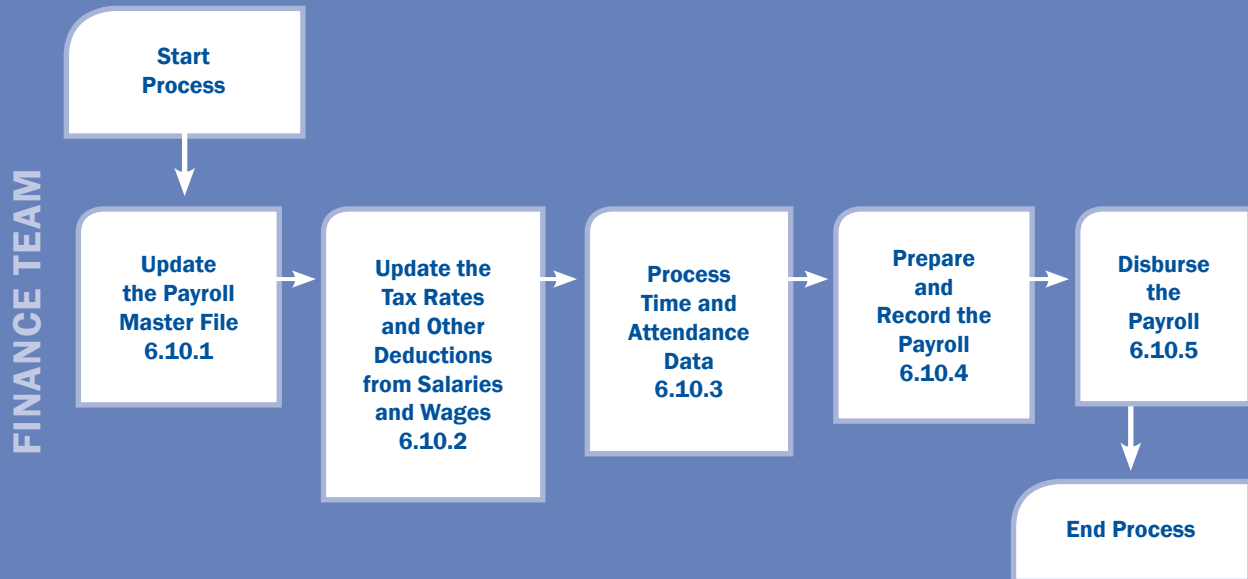 FINANCE TEAM
Start
Process
Update
the Payroll
Master File
6.10.1
Update the
Tax Rates
and Other
Deductions
from Salaries
and Wages
6.10.2
Process
Time and
Attendance
Data
6.10.3
Prepare
and
Record the
Payroll
6.10.4
Disburse
the
Payroll
6.10.5
End Process